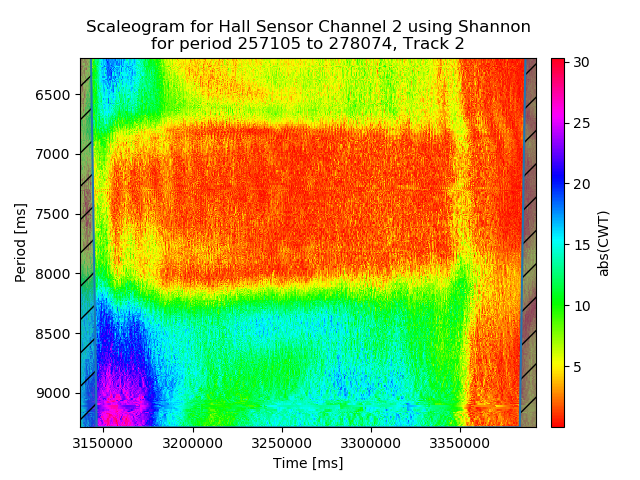 Scaleogram for Hall Sensor Channel 2 using Shannon
for period 257105 to 278074, Track 2
Period [ms]
6500
7000
7500
8000
8500
9000
3150000 3200000 3250000 3300000 3350000
Time [ms]
30
25
20
15
10
5
abs(CWT)